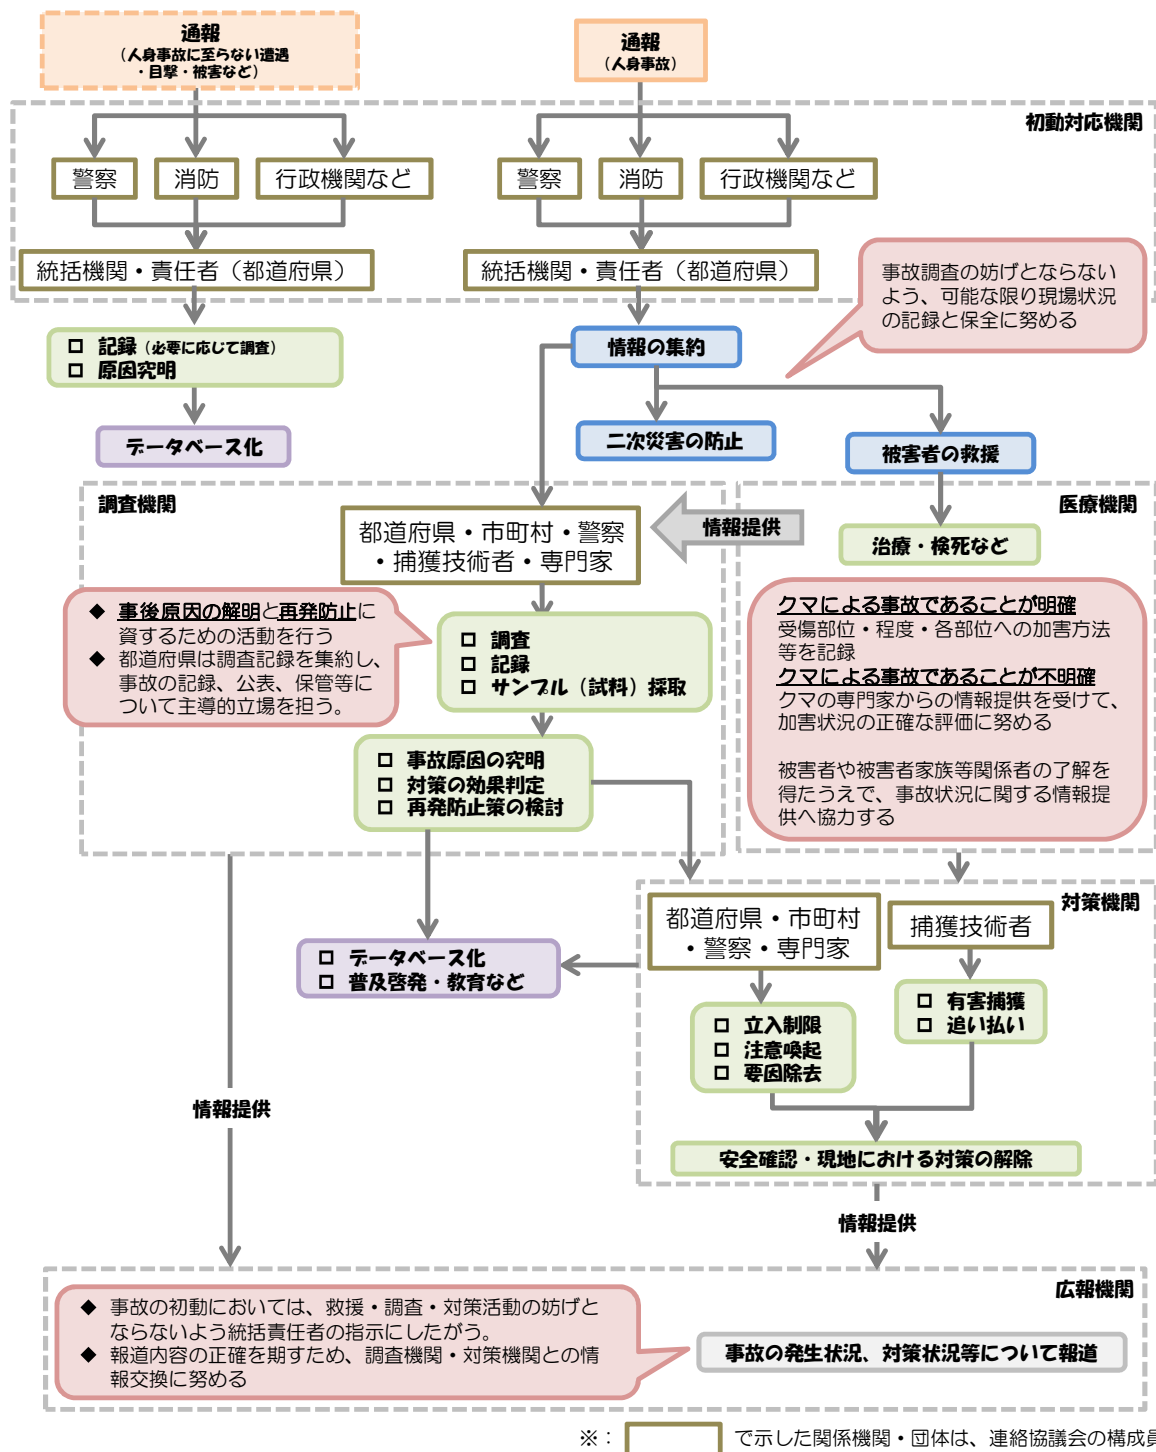 通報
（人身事故に至らない遭遇
・目撃・被害など）
通報
（人身事故）
初動対応機関
警察
消防
行政機関など
警察
消防
行政機関など
統括機関・責任者（都道府県）
統括機関・責任者（都道府県）
事故調査の妨げとならない
よう、可能な限り現場状況
の記録と保全に努める
□ 記録（必要に応じて調査）
□ 原因究明
情報の集約
データベース化
二次災害の防止
被害者の救援
調査機関
医療機関
都道府県・市町村・警察
・捕獲技術者・専門家
情報提供
治療・検死など
◆ 事後原因の解明と再発防止に
資するための活動を行う
◆ 都道府県は調査記録を集約し、
事故の記録、公表、保管等に
ついて主導的立場を担う。
□ 調査
□ 記録
□ サンプル（試料）採取
クマによる事故であることが明確
受傷部位・程度・各部位への加害方法
等を記録
クマによる事故であることが不明確
クマの専門家からの情報提供を受けて、
加害状況の正確な評価に努める
被害者や被害者家族等関係者の了解を
得たうえで、事故状況に関する情報提
供へ協力する
□ 事故原因の究明
□ 対策の効果判定
□ 再発防止策の検討
対策機関
都道府県・市町村
・警察・専門家
捕獲技術者
□ データベース化
□ 普及啓発・教育など
□ 立入制限
□ 注意喚起
□ 要因除去
□ 有害捕獲
□ 追い払い
情報提供
安全確認・現地における対策の解除
情報提供
広報機関
◆ 事故の初動においては、救援・調査・対策活動の妨げと
ならないよう統括責任者の指示にしたがう。
◆ 報道内容の正確を期すため、調査機関・対策機関との情
報交換に努める
事故の発生状況、対策状況等について報道
※： で示した関係機関・団体は、連絡協議会の構成員